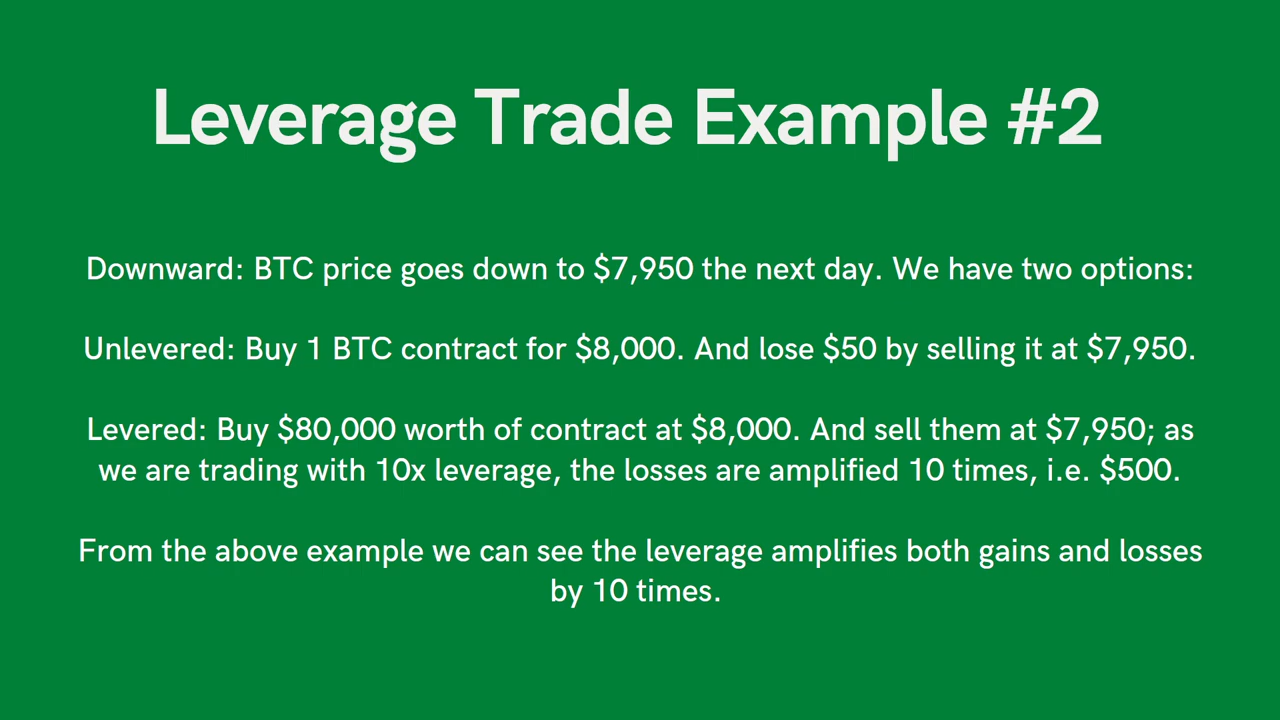 Leverage Trade Example #2
Downward: BTC price goes down to $7,950 the next day. We have two options:
Unlevered: Buy 1 BTC contract for $8,000. And lose $50 by selling it at $7,950.
Levered: Buy $80,000 worth of contract at $8,000. And sell them at $7,950; as
we are trading with 10x leverage, the losses are amplified 10 times, i.e. $500.
From the above example we can see the leverage amplifies both gains and losses
by 10 times.